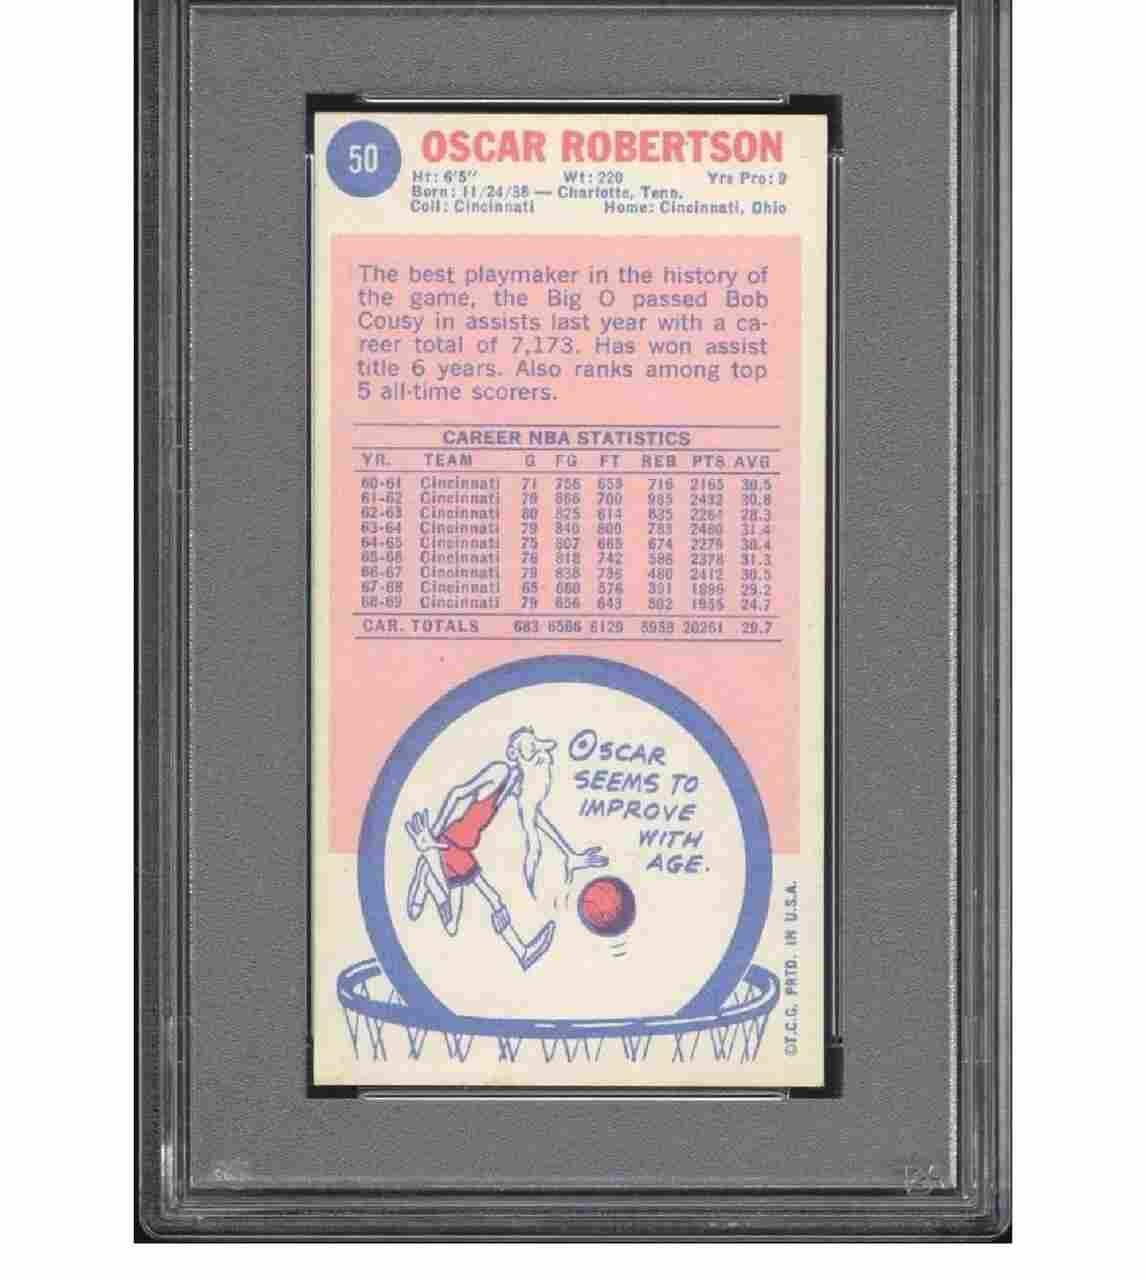 50
OSCAR ROBERTSON
Ht: 6'5" Wt: 220 Yrs Pro: 9
Born: 11/24/38 — Charlotte, Tenn.
Coll: Cincinnati Home: Cincinnati, Ohio
The best playmaker in the history of
the game, the Big O passed Bob
Cousy in assists last year with a ca-
reer total of 7,173. Has won assist
title 6 years. Also ranks among top
5 all-time scorers.
CAREER NBA STATISTICS
YR. TEAM G FG FT REB PTS AVG
60-61 Cincinnati 71 756 653 716 2165 30.5
61-62 Cincinnati 79 866 700 985 2432 30.8
62-63 Cincinnati 80 825 614 835 2264 28.3
63-64 Cincinnati 79 840 800 783 2480 31.4
64-65 Cincinnati 75 807 665 674 2279 30.4
65-66 Cincinnati 76 818 742 586 2378 31.3
66-67 Cincinnati 79 838 736 486 2412 30.5
67-68 Cincinnati 65 660 576 391 1896 29.2
68-69 Cincinnati 79 656 643 502 1955 24.7
CAR. TOTALS 683 6566 6129 5958 20261 29.7
OSCAR
SEEMS TO
IMPROVE
WITH
AGE.
©T.C.G. PRTD. IN U.S.A.